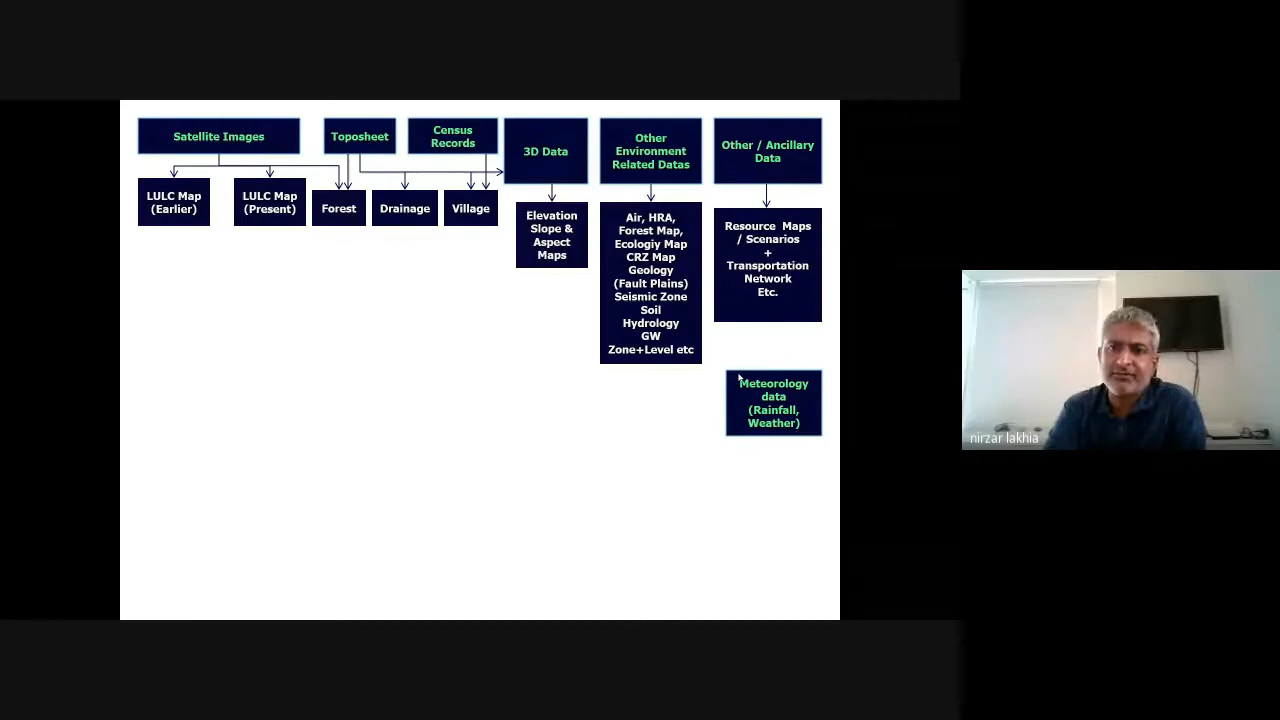 Satellite Images
Toposheet
Census
Records
3D Data
Other
Environment
Related Datas
Other / Ancillary
Data
LULC Map
(Earlier)
LULC Map
(Present)
Forest
Drainage
Village
Elevation
Slope &
Aspect
Maps
Air, HRA,
Forest Map,
Ecologiy Map
CRZ Map
Geology
(Fault Plains)
Seismic Zone
Soil
Hydrology
GW
Zone+Level etc
Resource Maps
/ Scenarios
+
Transportation
Network
Etc.
Meteorology
data
(Rainfall,
Weather)
nirzar lakhia